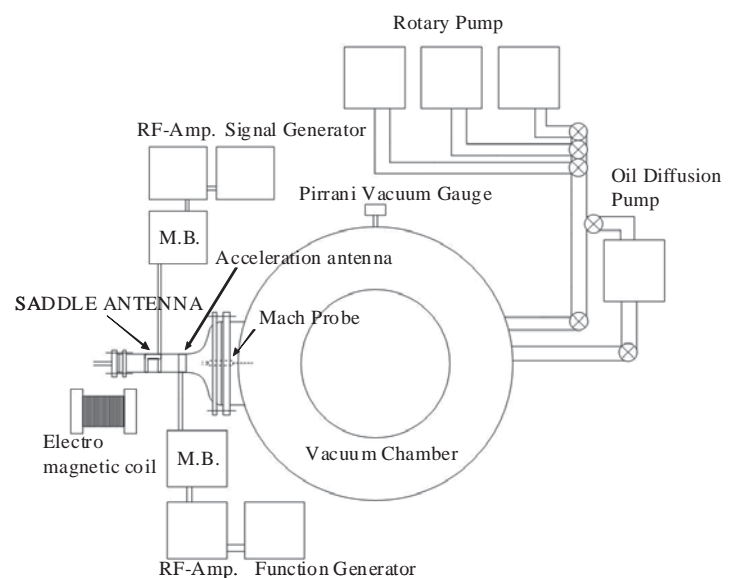 Rotary Pump
RF-Amp. Signal Generator
Oil Diffusion
Pump
Pirrani Vacuum Gauge
M.B.
Acceleration antenna
SADDLE ANTENNA
Mach Probe
Electro
magnetic coil
M.B.
Vacuum Chamber
RF-Amp. Function Generator